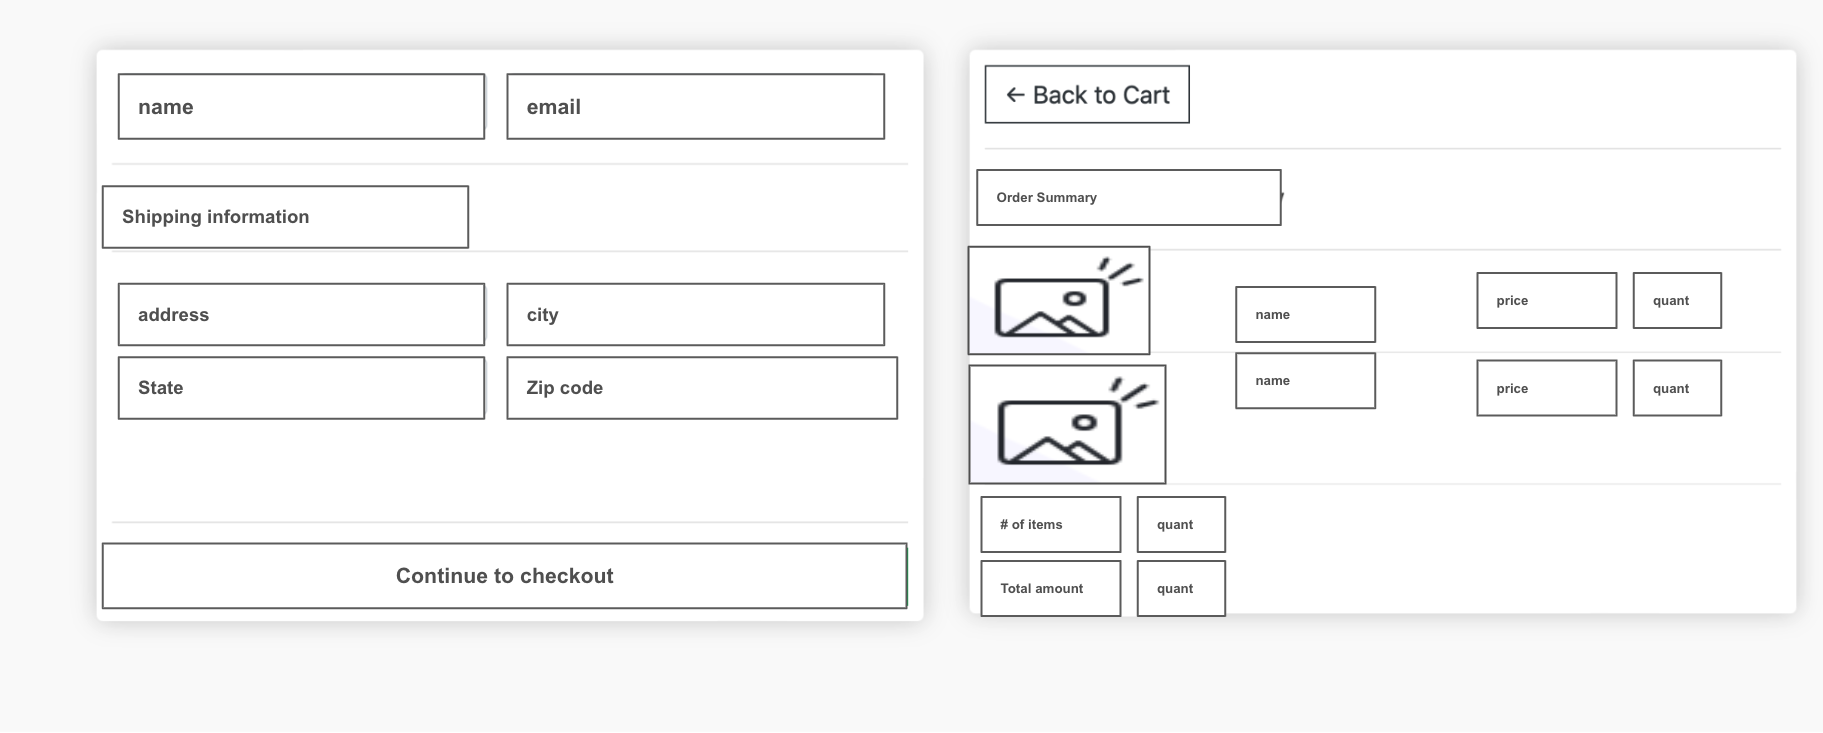 name
email
Shipping information
address
city
State
Zip code
Continue to checkout
← Back to Cart
Order Summary
name
price
quant
name
price
quant
# of items
quant
Total amount
quant